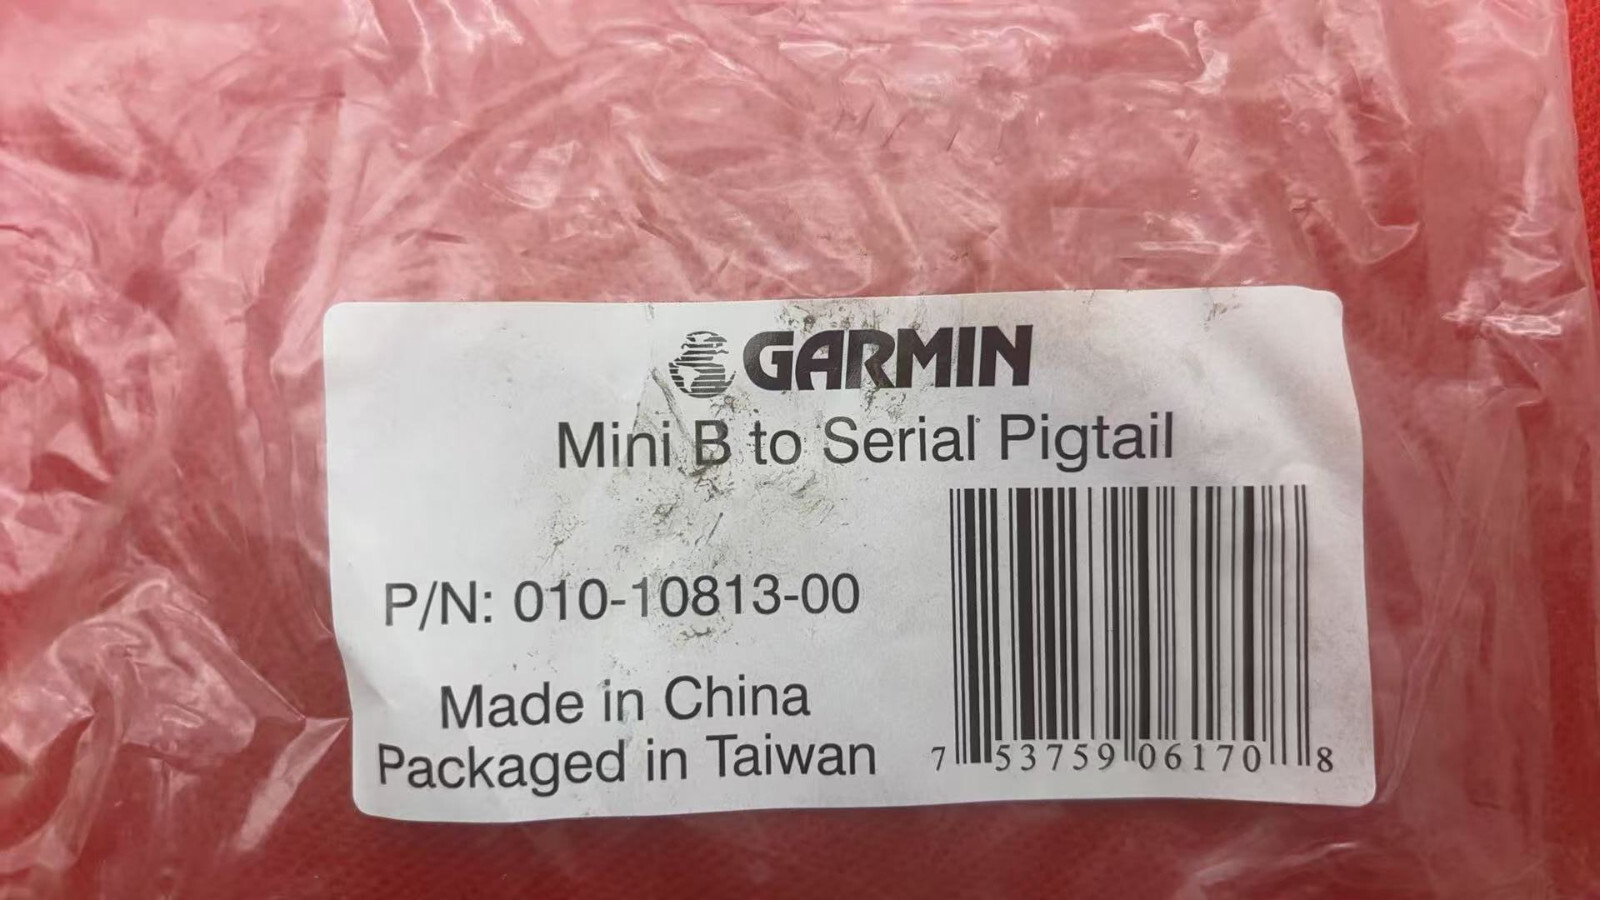 GARMIN
Mini B to Serial Pigtail
P/N: 010-10813-00
Made in China
Packaged in Taiwan
7 53759 06170 8